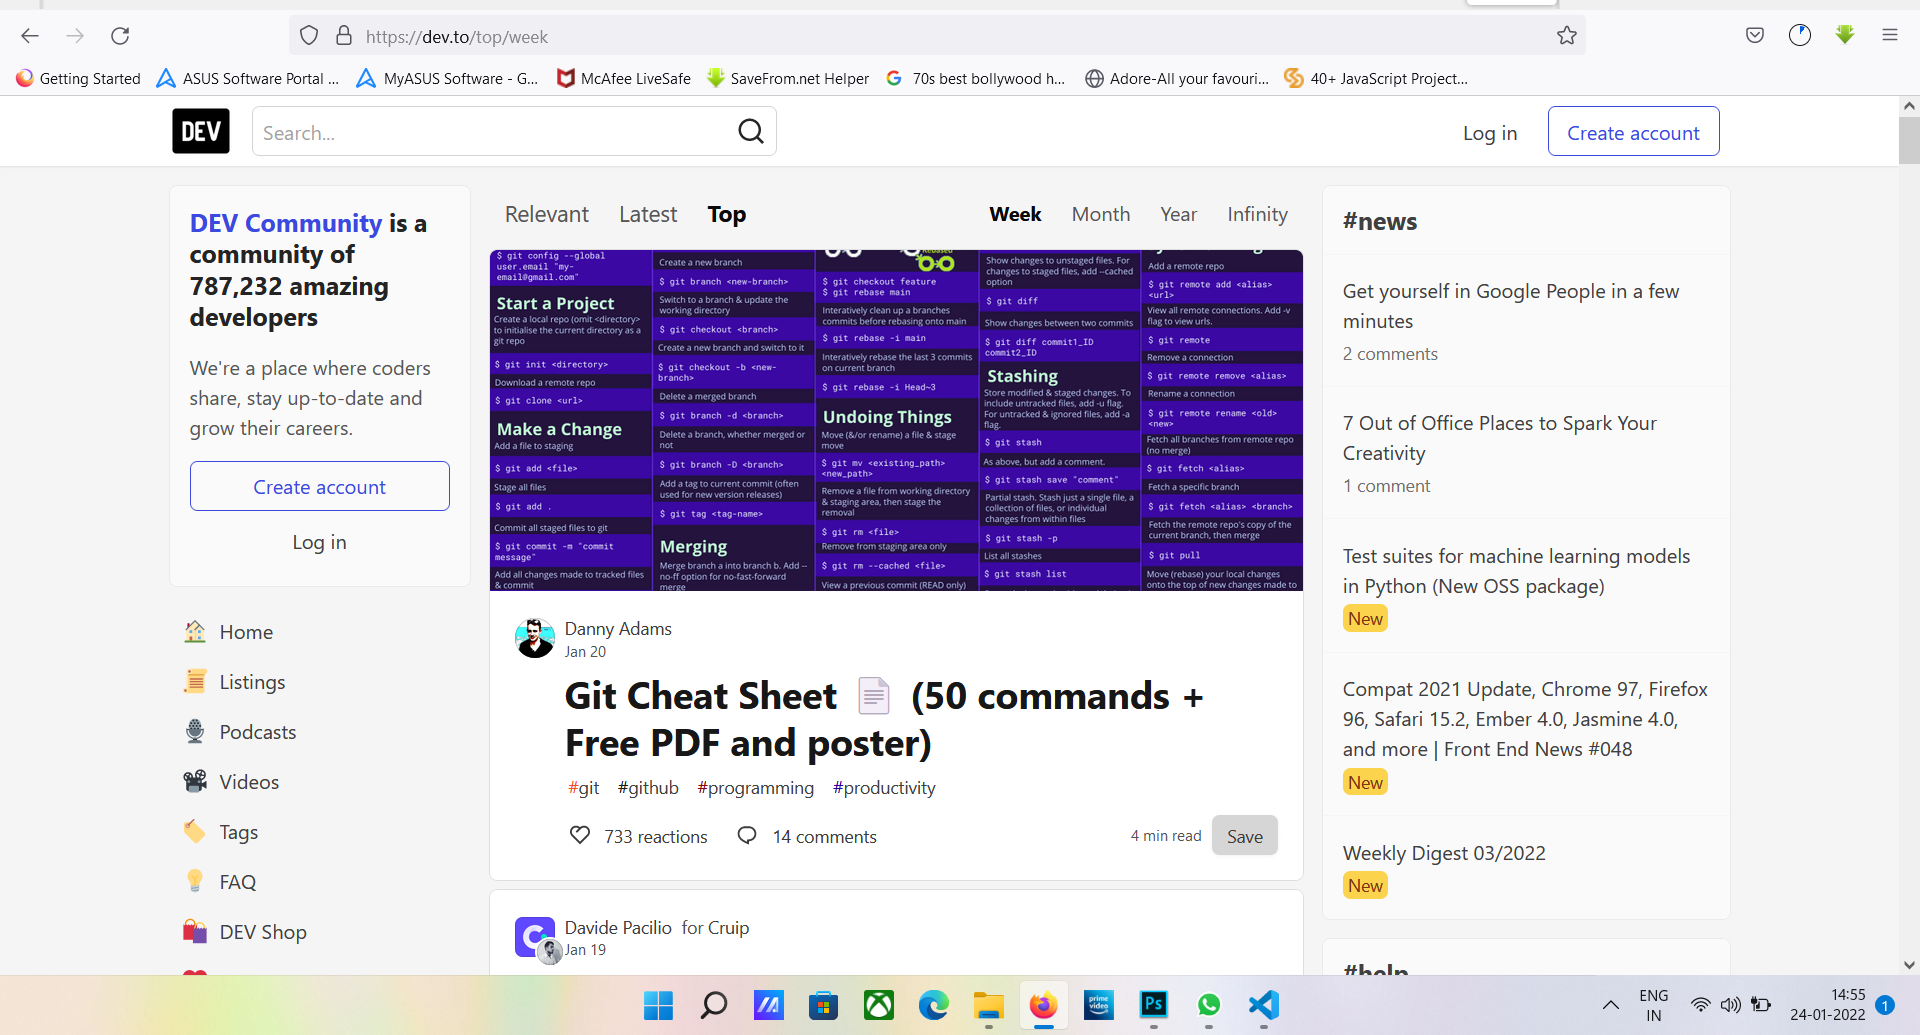 https://dev.to/top/week
Getting Started
ASUS Software Portal ...
MyASUS Software - G...
McAfee LiveSafe
SaveFrom.net Helper
70s best bollywood h...
Adore-All your favouri...
40+ JavaScript Project...
DEV
Search...
Log in
Create account
DEV Community is a
community of
787,232 amazing
developers
We're a place where coders
share, stay up-to-date and
grow their careers.
Create account
Log in
Home
Listings
Podcasts
Videos
Tags
FAQ
DEV Shop
Relevant
Latest
Top
Week
Month
Year
Infinity
$ git config --global
user.email "my-
email@gmail.com"
Start a Project
Create a local repo (omit <directory>
to initialise the current directory as a
git repo
$ git init <directory>
Download a remote repo
$ git clone <url>
Make a Change
Add a file to staging
$ git add <file>
Stage all files
$ git add .
Commit all staged files to git
$ git commit -m "commit
message"
Add all changes made to tracked files
& commit
Create a new branch
$ git branch <new-branch>
Switch to a branch & update the
working directory
$ git checkout <branch>
Create a new branch and switch to it
$ git checkout -b <new-
branch>
Delete a merged branch
$ git branch -d <branch>
Delete a branch, whether merged or
not
$ git branch -D <branch>
Add a tag to current commit (often
used for new version releases)
$ git tag <tag-name>
Merging
Merge branch a into branch b. Add --
no-ff option for no-fast-forward
merge
$ git checkout feature
$ git rebase main
Interatively clean up a branches
commits before rebasing onto main
$ git rebase -i main
Interatively rebase the last 3 commits
on current branch
$ git rebase -i Head~3
Undoing Things
Move (&/or rename) a file & stage
move
$ git mv <existing_path>
<new_path>
Remove a file from working directory
& staging area, then stage the
removal
$ git rm <file>
Remove from staging area only
$ git rm --cached <file>
View a previous commit (READ only)
Show changes to unstaged files. For
changes to staged files, add --cached
option
$ git diff
Show changes between two commits
$ git diff commit1_ID
commit2_ID
Stashing
Store modified & staged changes. To
include untracked files, add -u flag.
For untracked & ignored files, add -a
flag.
$ git stash
As above, but add a comment.
$ git stash save "comment"
Partial stash. Stash just a single file, a
collection of files, or individual
changes from within files
$ git stash -p
List all stashes
$ git stash list
Add a remote repo
$ git remote add <alias>
<url>
View all remote connections. Add -v
flag to view urls.
$ git remote
Remove a connection
$ git remote remove <alias>
Rename a connection
$ git remote rename <old>
<new>
Fetch all branches from remote repo
(no merge)
$ git fetch <alias>
Fetch a specific branch
$ git fetch <alias> <branch>
Fetch the remote repo's copy of the
current branch, then merge
$ git pull
Move (rebase) your local changes
onto the top of new changes made to
Danny Adams
Jan 20
Git Cheat Sheet (50 commands +
Free PDF and poster)
#git #github #programming #productivity
733 reactions
14 comments
4 min read
Save
Davide Pacilio for Cruip
Jan 19
#news
Get yourself in Google People in a few
minutes
2 comments
7 Out of Office Places to Spark Your
Creativity
1 comment
Test suites for machine learning models
in Python (New OSS package)
New
Compat 2021 Update, Chrome 97, Firefox
96, Safari 15.2, Ember 4.0, Jasmine 4.0,
and more | Front End News #048
New
Weekly Digest 03/2022
New
#help
prime
video
Ps
ENG
IN
14:55
24-01-2022
1